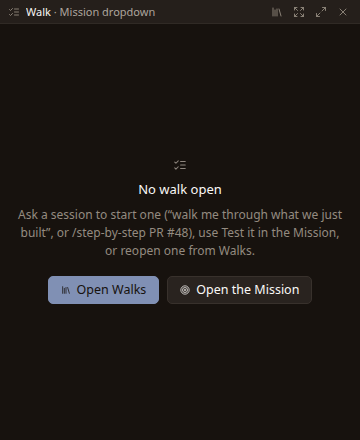 Walk · Mission dropdown
No walk open
Ask a session to start one (“walk me through what we just
built”, or /step-by-step PR #48), use Test it in the Mission,
or reopen one from Walks.
Open Walks
Open the Mission